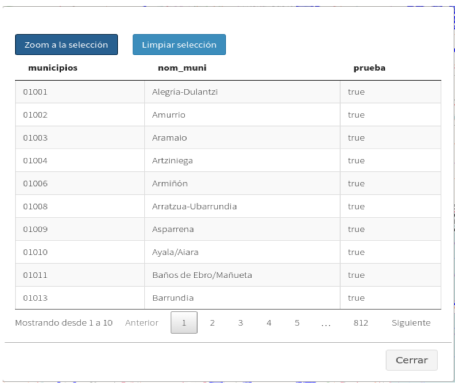 Zoom a la selección Limpiar selección
municipios nom_muni prueba
01001 Alegría-Dulantzi true
01002 Amurrio true
01003 Aramaio true
01004 Artziniega true
01006 Armiñón true
01008 Arratzua-Ubarrundia true
01009 Asparrena true
01010 Ayala/Aiara true
01011 Baños de Ebro/Mañueta true
01013 Barrundia true
Mostrando desde 1 a 10 Anterior 1 2 3 4 5 ... 812 Siguiente
Cerrar